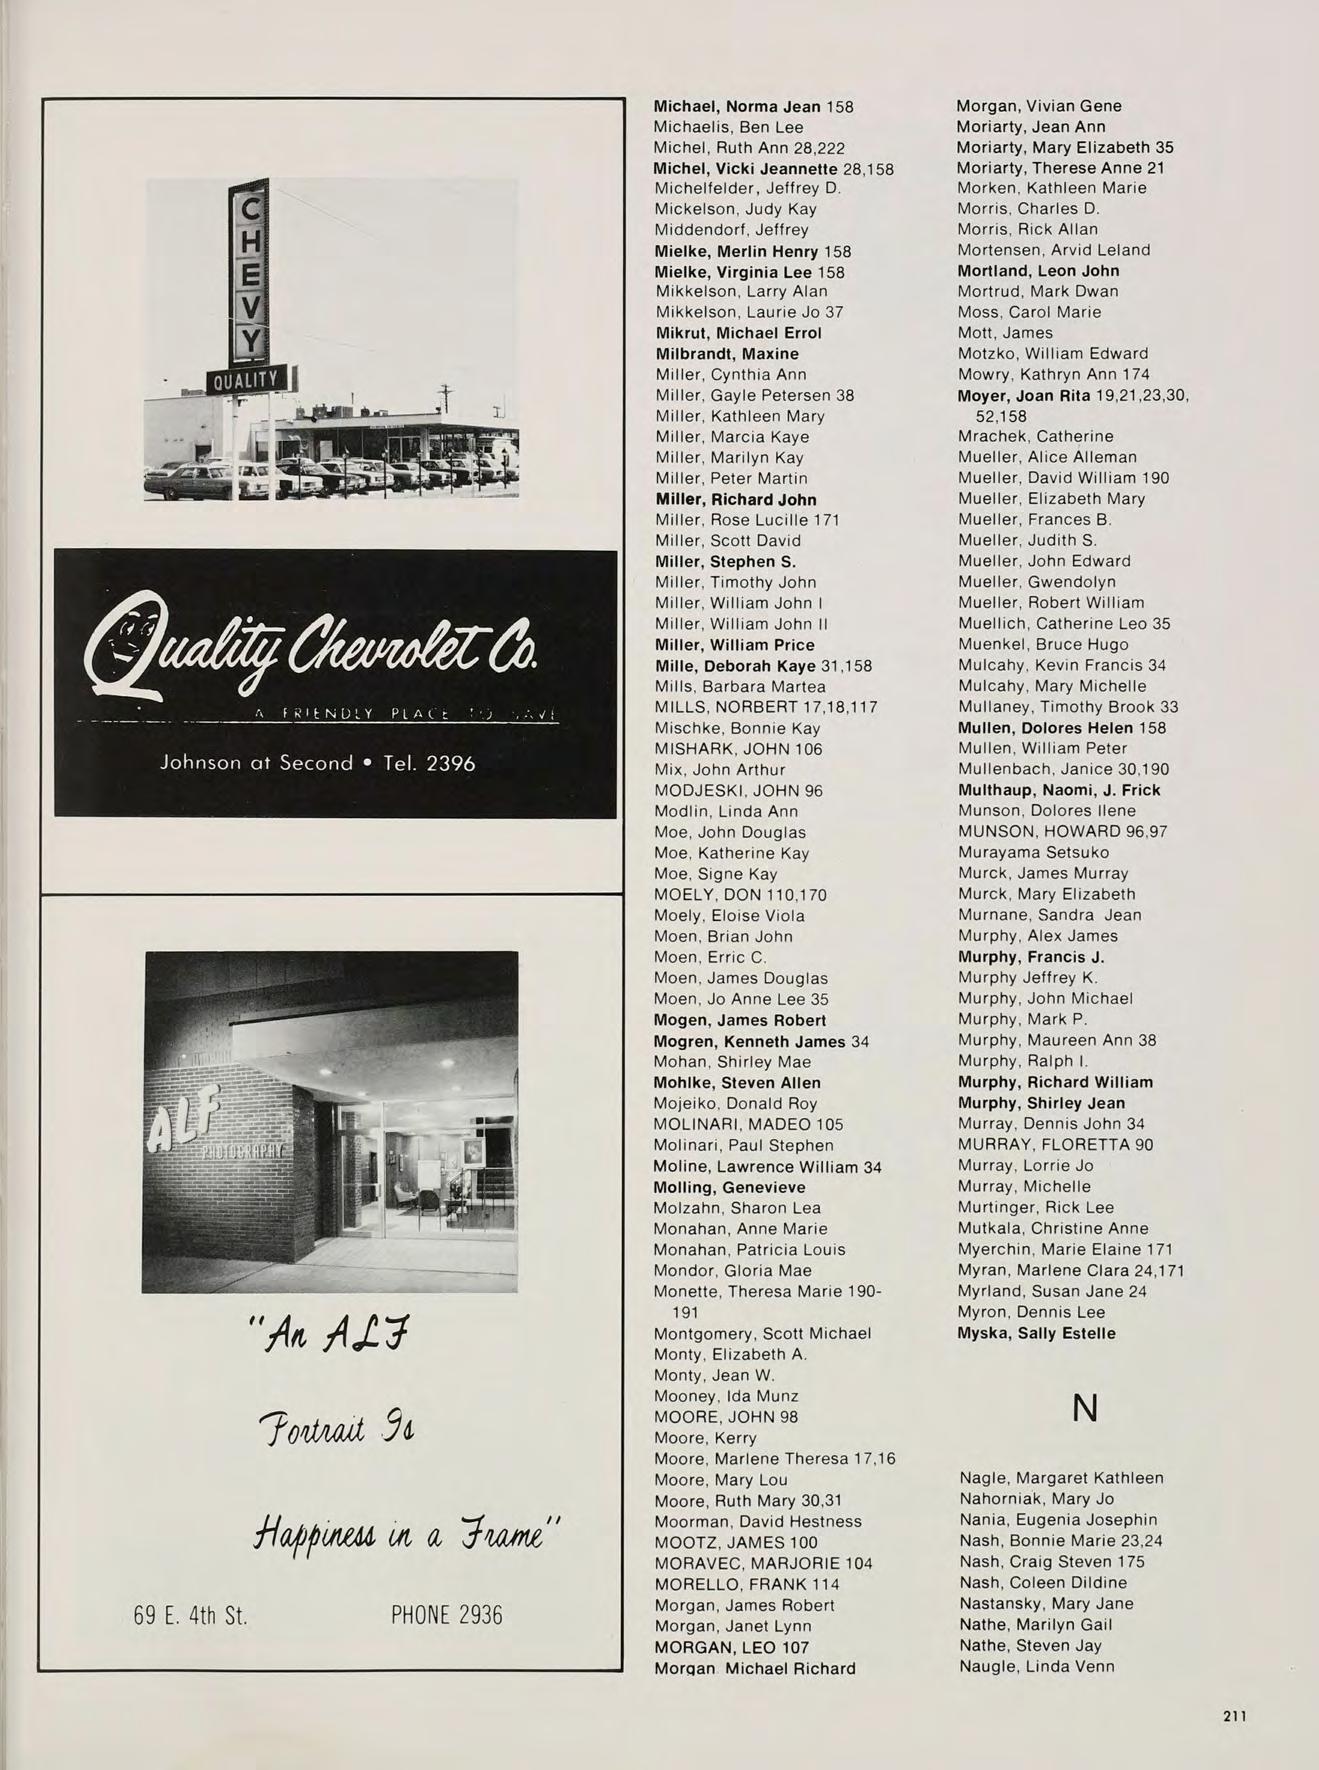 CHEVY
QUALITY
Quality Chevrolet Co.
A FRIENDLY PLACE TO SAVE
Johnson at Second • Tel. 2396
ALF
PHOTOGRAPHY
"An ALF
Portrait Is
Happiness in a Frame"
69 E. 4th St. PHONE 2936
Michael, Norma Jean 158
Michaelis, Ben Lee
Michel, Ruth Ann 28,222
Michel, Vicki Jeannette 28,158
Michelfelder, Jeffrey D.
Mickelson, Judy Kay
Middendorf, Jeffrey
Mielke, Merlin Henry 158
Mielke, Virginia Lee 158
Mikkelson, Larry Alan
Mikkelson, Laurie Jo 37
Mikrut, Michael Errol
Milbrandt, Maxine
Miller, Cynthia Ann
Miller, Gayle Petersen 38
Miller, Kathleen Mary
Miller, Marcia Kaye
Miller, Marilyn Kay
Miller, Peter Martin
Miller, Richard John
Miller, Rose Lucille 171
Miller, Scott David
Miller, Stephen S.
Miller, Timothy John
Miller, William John I
Miller, William John II
Miller, William Price
Mille, Deborah Kaye 31,158
Mills, Barbara Martea
MILLS, NORBERT 17,18,117
Mischke, Bonnie Kay
MISHARK, JOHN 106
Mix, John Arthur
MODJESKI, JOHN 96
Modlin, Linda Ann
Moe, John Douglas
Moe, Katherine Kay
Moe, Signe Kay
MOELY, DON 110,170
Moely, Eloise Viola
Moen, Brian John
Moen, Erric C.
Moen, James Douglas
Moen, Jo Anne Lee 35
Mogen, James Robert
Mogren, Kenneth James 34
Mohan, Shirley Mae
Mohlke, Steven Allen
Mojeiko, Donald Roy
MOLINARI, MADEO 105
Molinari, Paul Stephen
Moline, Lawrence William 34
Molling, Genevieve
Molzahn, Sharon Lea
Monahan, Anne Marie
Monahan, Patricia Louis
Mondor, Gloria Mae
Monette, Theresa Marie 190-
191
Montgomery, Scott Michael
Monty, Elizabeth A.
Monty, Jean W.
Mooney, Ida Munz
MOORE, JOHN 98
Moore, Kerry
Moore, Marlene Theresa 17,16
Moore, Mary Lou
Moore, Ruth Mary 30,31
Moorman, David Hestness
MOOTZ, JAMES 100
MORAVEC, MARJORIE 104
MORELLO, FRANK 114
Morgan, James Robert
Morgan, Janet Lynn
MORGAN, LEO 107
Morgan Michael Richard
Morgan, Vivian Gene
Moriarty, Jean Ann
Moriarty, Mary Elizabeth 35
Moriarty, Therese Anne 21
Morken, Kathleen Marie
Morris, Charles D.
Morris, Rick Allan
Mortensen, Arvid Leland
Mortland, Leon John
Mortrud, Mark Dwan
Moss, Carol Marie
Mott, James
Motzko, William Edward
Mowry, Kathryn Ann 174
Moyer, Joan Rita 19,21,23,30,
52,158
Mrachek, Catherine
Mueller, Alice Alleman
Mueller, David William 190
Mueller, Elizabeth Mary
Mueller, Frances B.
Mueller, Judith S.
Mueller, John Edward
Mueller, Gwendolyn
Mueller, Robert William
Muellich, Catherine Leo 35
Muenkel, Bruce Hugo
Mulcahy, Kevin Francis 34
Mulcahy, Mary Michelle
Mullaney, Timothy Brook 33
Mullen, Dolores Helen 158
Mullen, William Peter
Mullenbach, Janice 30,190
Multhaup, Naomi, J. Frick
Munson, Dolores Ilene
MUNSON, HOWARD 96,97
Murayama Setsuko
Murck, James Murray
Murck, Mary Elizabeth
Murnane, Sandra Jean
Murphy, Alex James
Murphy, Francis J.
Murphy Jeffrey K.
Murphy, John Michael
Murphy, Mark P.
Murphy, Maureen Ann 38
Murphy, Ralph I.
Murphy, Richard William
Murphy, Shirley Jean
Murray, Dennis John 34
MURRAY, FLORETTA 90
Murray, Lorrie Jo
Murray, Michelle
Murtinger, Rick Lee
Mutkala, Christine Anne
Myerchin, Marie Elaine 171
Myran, Marlene Clara 24,171
Myrland, Susan Jane 24
Myron, Dennis Lee
Myska, Sally Estelle
N
Nagle, Margaret Kathleen
Nahorniak, Mary Jo
Nania, Eugenia Josephin
Nash, Bonnie Marie 23,24
Nash, Craig Steven 175
Nash, Coleen Dildine
Nastansky, Mary Jane
Nathe, Marilyn Gail
Nathe, Steven Jay
Naugle, Linda Venn
211